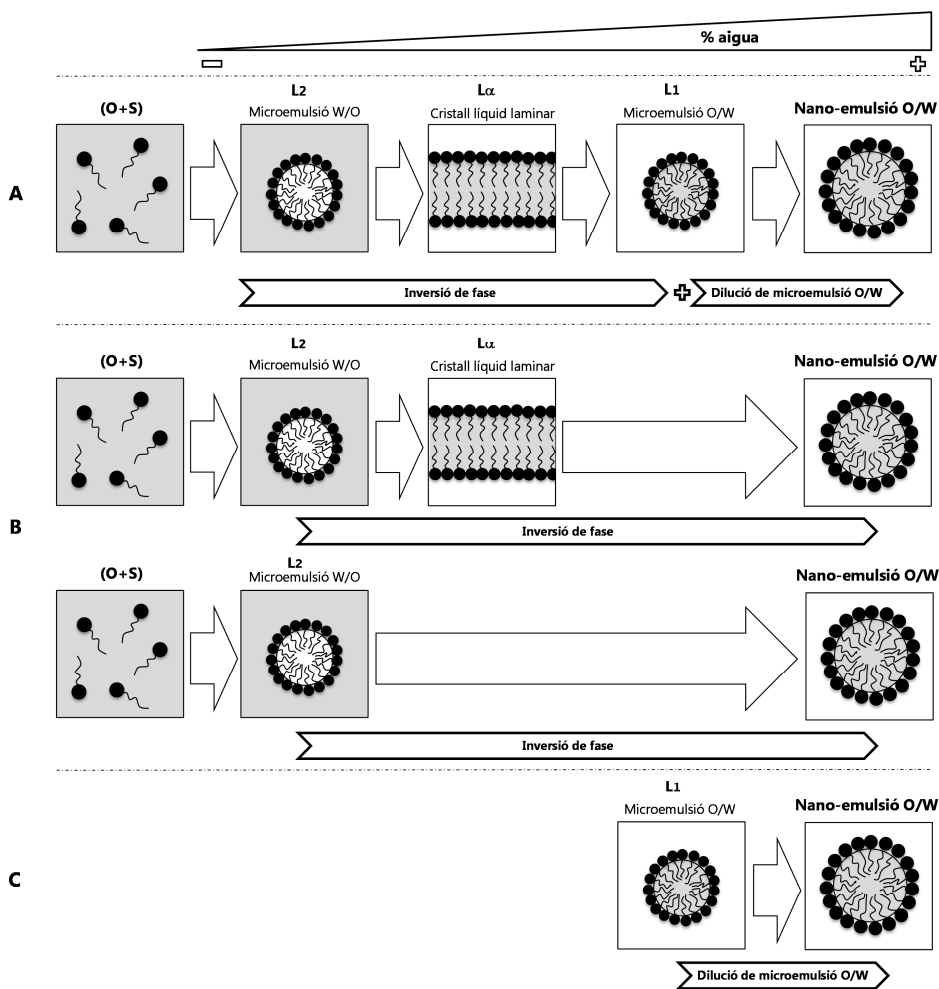 % aigua
(O+S)
L2
Microemulsió W/O
Lα
Cristall líquid laminar
L1
Microemulsió O/W
Nano-emulsió O/W
A
Inversió de fase
Dilució de microemulsió O/W
(O+S)
L2
Microemulsió W/O
Lα
Cristall líquid laminar
Nano-emulsió O/W
Inversió de fase
B
(O+S)
L2
Microemulsió W/O
Nano-emulsió O/W
Inversió de fase
L1
Microemulsió O/W
Nano-emulsió O/W
C
Dilució de microemulsió O/W